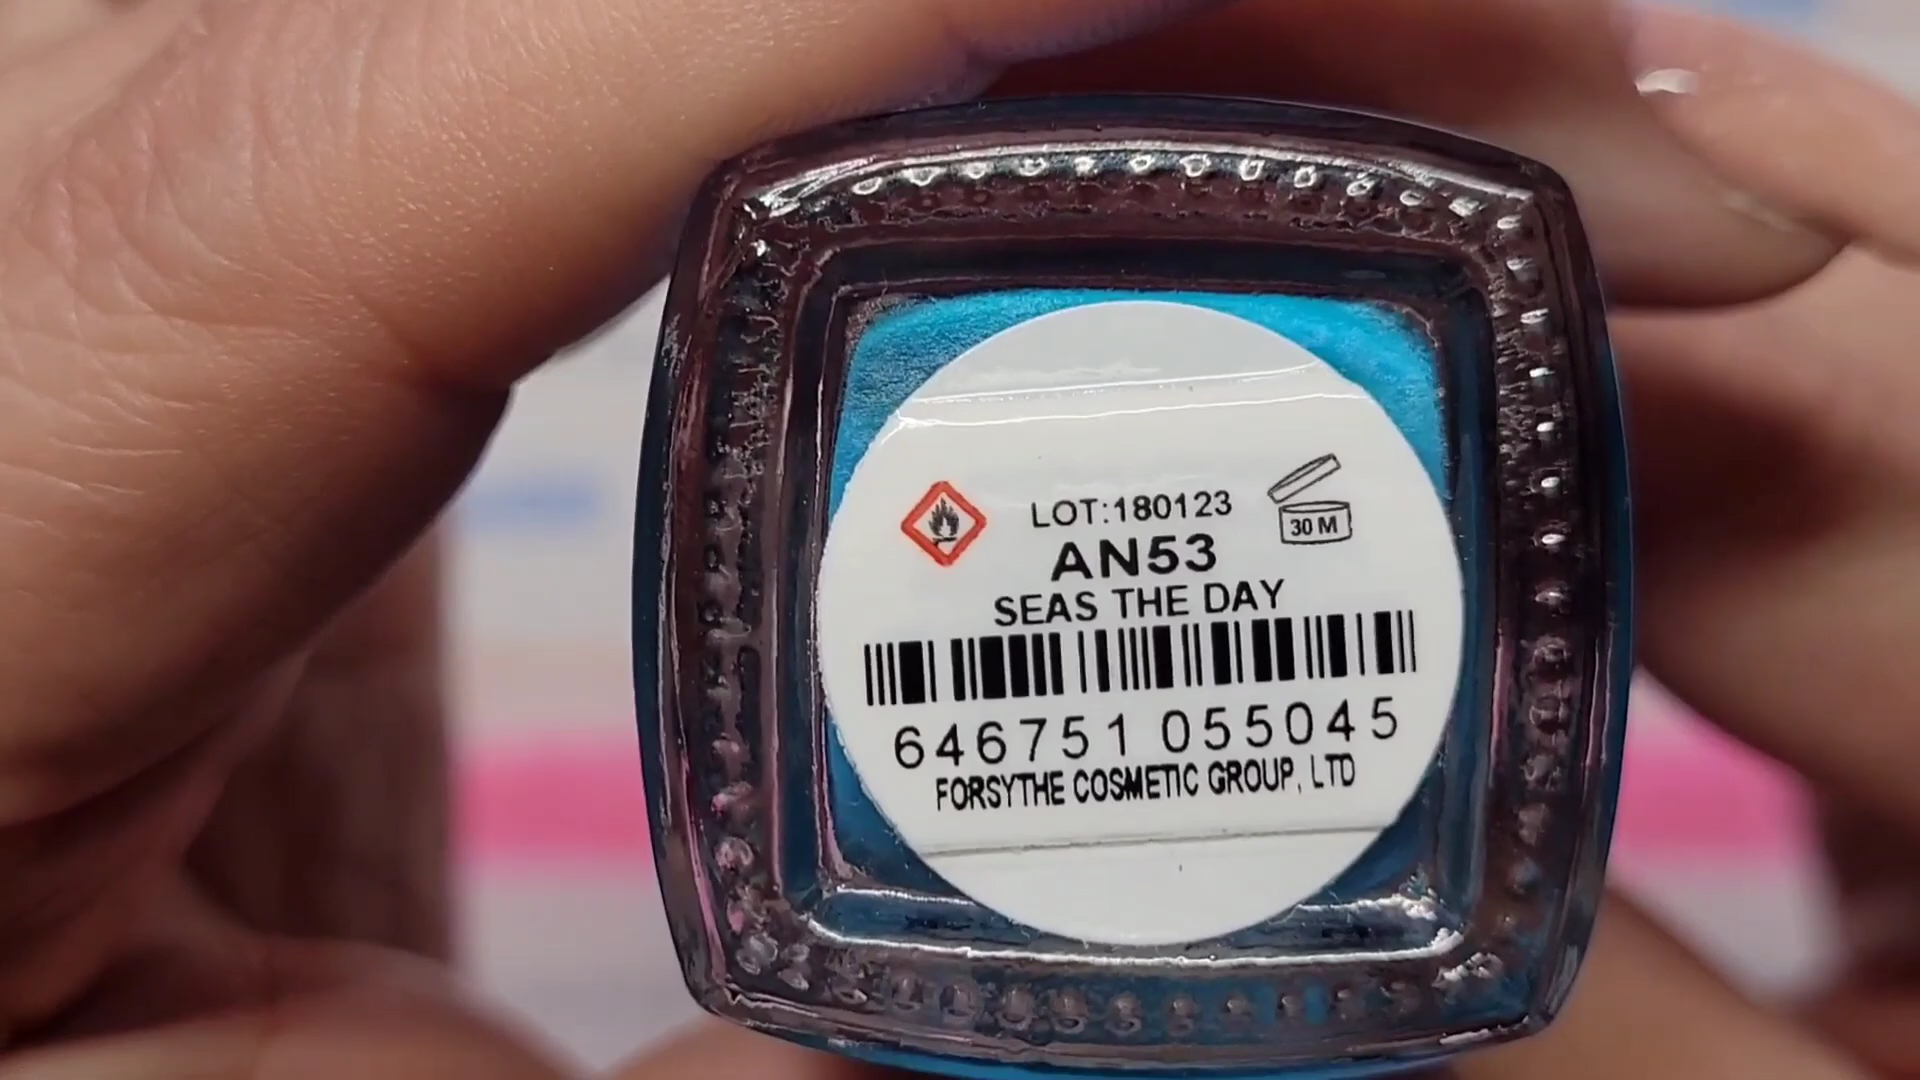 LOT:180123
30 M
AN53
SEAS THE DAY
646751 055045
FORSYTHE COSMETIC GROUP, LTD